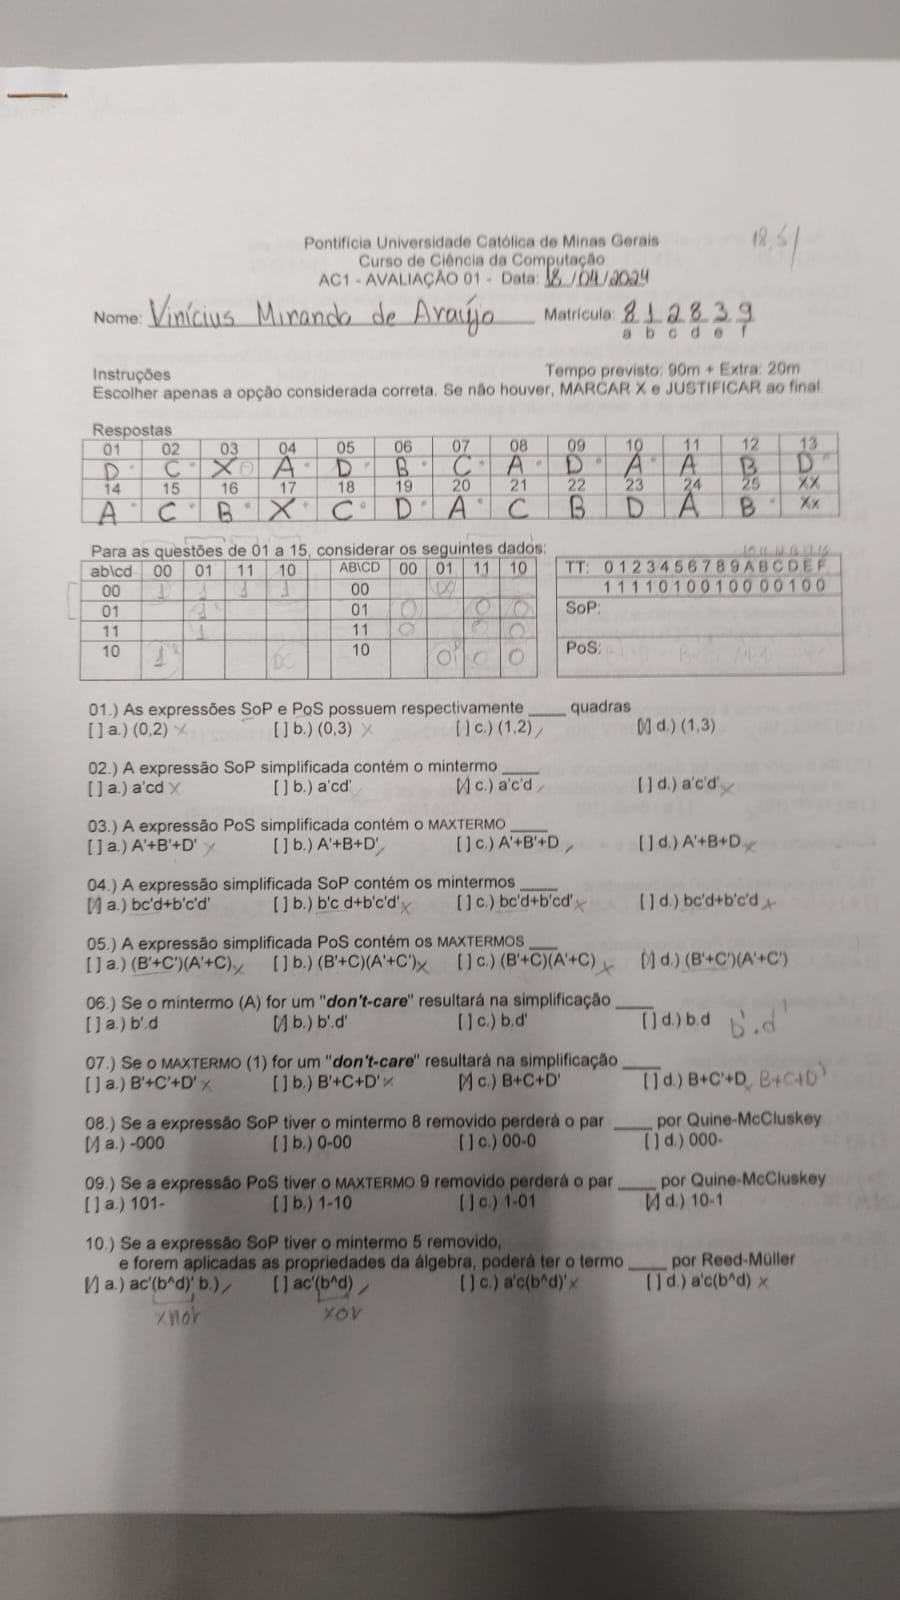 Pontifícia Universidade Católica de Minas Gerais
18,5/
Curso de Ciência da Computação
AC1 - AVALIAÇÃO 01 - Data: 18/04/2024
Nome: Vinícius Miranda de Araújo Matrícula: 8 1 2 8 3 9
a b c d e f
Instruções Tempo previsto: 90m + Extra: 20m
Escolher apenas a opção considerada correta. Se não houver, MARCAR X e JUSTIFICAR ao final.
Respostas
01 02 03 04 05 06 07 08 09 10 11 12 13
D C X A D B C A D A A B D
14 15 16 17 18 19 20 21 22 23 24 25 XX
A C B X C D A C B D A B Xx
Para as questões de 01 a 15, considerar os seguintes dados:
ab\cd 00 01 11 10 AB\CD 00 01 11 10 TT: 0 1 2 3 4 5 6 7 8 9 A B C D E F
00 1 1 1 1 00 DC 1 1 1 1 0 1 0 0 1 0 0 0 0 1 0 0
01 1 01 0 0 0 SoP:
11 1 11 0 0 0
10 1 DC 10 0 0 0 PoS:
01.) As expressões SoP e PoS possuem respectivamente ____ quadras
[ ] a.) (0,2) x [ ] b.) (0,3) x [ ] c.) (1,2) [/] d.) (1,3)
02.) A expressão SoP simplificada contém o mintermo ____
[ ] a.) a'cd x [ ] b.) a'cd' [/] c.) a'c'd [ ] d.) a'c'd' x
03.) A expressão PoS simplificada contém o MAXTERMO ____
[ ] a.) A'+B'+D' x [ ] b.) A'+B+D' [ ] c.) A'+B'+D [ ] d.) A'+B+D x
04.) A expressão simplificada SoP contém os mintermos ____
[/] a.) bc'd+b'c'd' [ ] b.) b'c d+b'c'd' x [ ] c.) bc'd+b'cd' x [ ] d.) bc'd+b'c'd x
05.) A expressão simplificada PoS contém os MAXTERMOS ____
[ ] a.) (B'+C')(A'+C) x [ ] b.) (B'+C)(A'+C') x [ ] c.) (B'+C)(A'+C) x [/] d.) (B'+C')(A'+C')
06.) Se o mintermo (A) for um "don't-care" resultará na simplificação ____
[ ] a.) b'.d [/] b.) b'.d' [ ] c.) b.d' [ ] d.) b.d b'.d'
07.) Se o MAXTERMO (1) for um "don't-care" resultará na simplificação ____
[ ] a.) B'+C'+D' x [ ] b.) B'+C+D' x [/] c.) B+C+D' [ ] d.) B+C'+D x B+C+D'
08.) Se a expressão SoP tiver o mintermo 8 removido perderá o par ____ por Quine-McCluskey
[/] a.) -000 [ ] b.) 0-00 [ ] c.) 00-0 [ ] d.) 000-
09.) Se a expressão PoS tiver o MAXTERMO 9 removido perderá o par ____ por Quine-McCluskey
[ ] a.) 101- [ ] b.) 1-10 [ ] c.) 1-01 [/] d.) 10-1
10.) Se a expressão SoP tiver o mintermo 5 removido,
e forem aplicadas as propriedades da álgebra, poderá ter o termo ____ por Reed-Müller
[/] a.) ac'(b^d)' b.) [ ] ac'(b^d) [ ] c.) a'c(b^d)' x [ ] d.) a'c(b^d) x
xnor xor